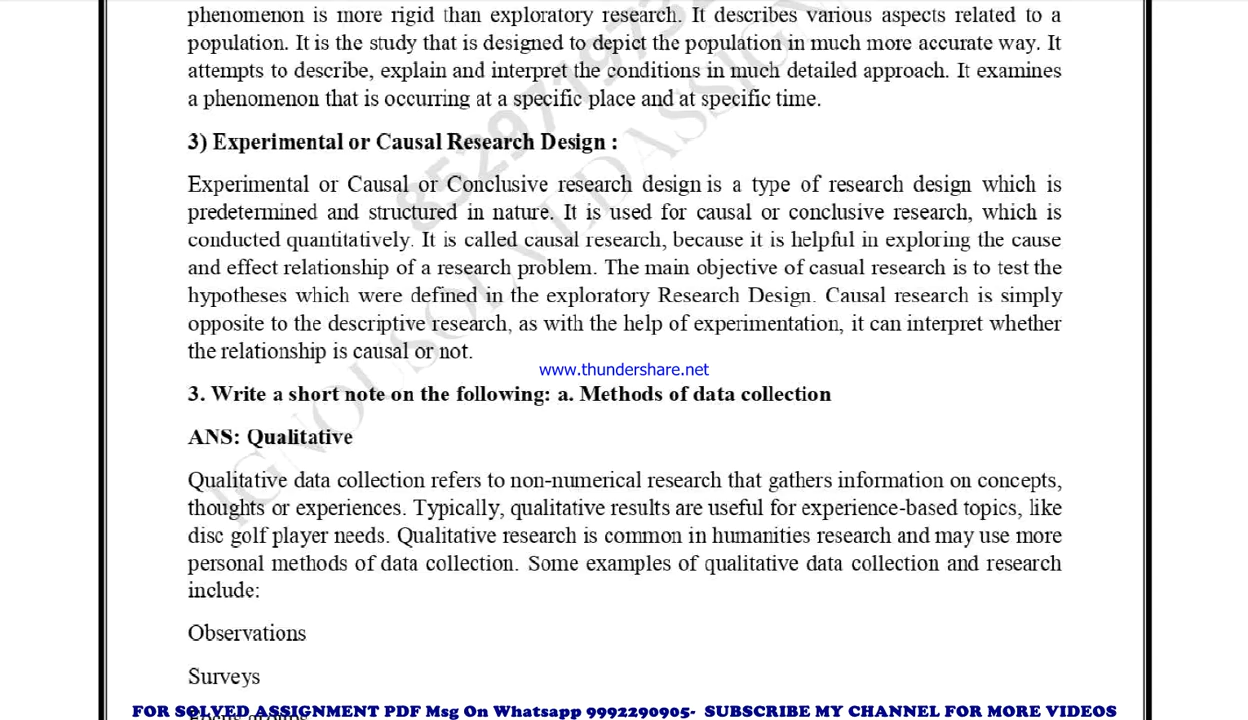 phenomenon is more rigid than exploratory research. It describes various aspects related to a
population. It is the study that is designed to depict the population in much more accurate way. It
attempts to describe, explain and interpret the conditions in much detailed approach. It examines
a phenomenon that is occurring at a specific place and at specific time.
3) Experimental or Causal Research Design :
Experimental or Causal or Conclusive research design is a type of research design which is
predetermined and structured in nature. It is used for causal or conclusive research, which is
conducted quantitatively. It is called causal research, because it is helpful in exploring the cause
and effect relationship of a research problem. The main objective of casual research is to test the
hypotheses which were defined in the exploratory Research Design. Causal research is simply
opposite to the descriptive research, as with the help of experimentation, it can interpret whether
the relationship is causal or not.
www.thundershare.net
3. Write a short note on the following: a. Methods of data collection
ANS: Qualitative
Qualitative data collection refers to non-numerical research that gathers information on concepts,
thoughts or experiences. Typically, qualitative results are useful for experience-based topics, like
disc golf player needs. Qualitative research is common in humanities research and may use more
personal methods of data collection. Some examples of qualitative data collection and research
include:
Observations
Surveys
FOR SOLVED ASSIGNMENT PDF Msg On Whatsapp 9992290905- SUBSCRIBE MY CHANNEL FOR MORE VIDEOS